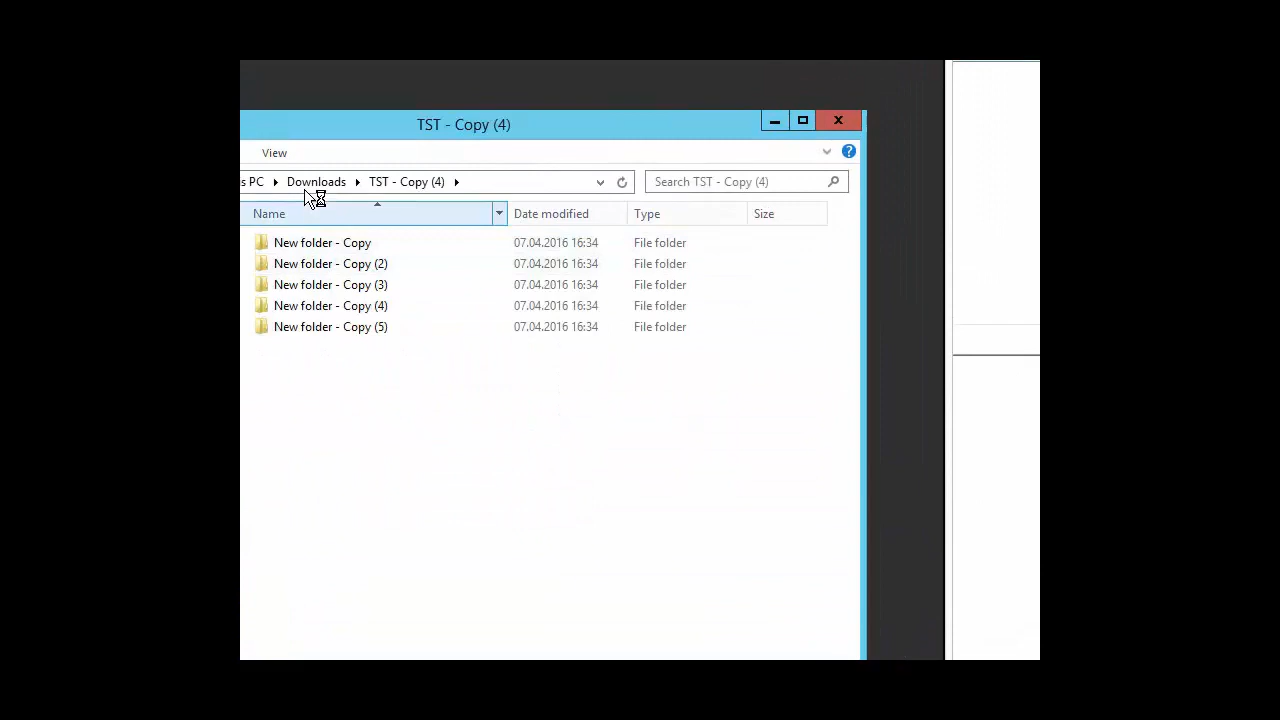 TST - Copy (4)
View
s PC Downloads TST - Copy (4) Search TST - Copy (4)
Name Date modified Type Size
New folder - Copy 07.04.2016 16:34 File folder
New folder - Copy (2) 07.04.2016 16:34 File folder
New folder - Copy (3) 07.04.2016 16:34 File folder
New folder - Copy (4) 07.04.2016 16:34 File folder
New folder - Copy (5) 07.04.2016 16:34 File folder